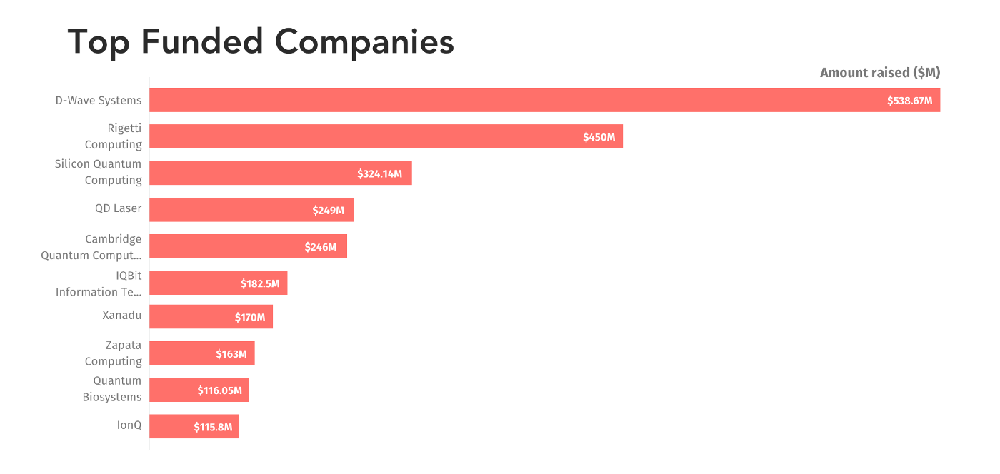 Top Funded Companies
Amount raised ($M)
D-Wave Systems
$538.67M
Rigetti
Computing
$450M
Silicon Quantum
Computing
$324.14M
QD Laser
$249M
Cambridge
Quantum Comput...
$246M
IQBit
Information Te...
$182.5M
Xanadu
$170M
Zapata
Computing
$163M
Quantum
Biosystems
$116.05M
IonQ
$115.8M